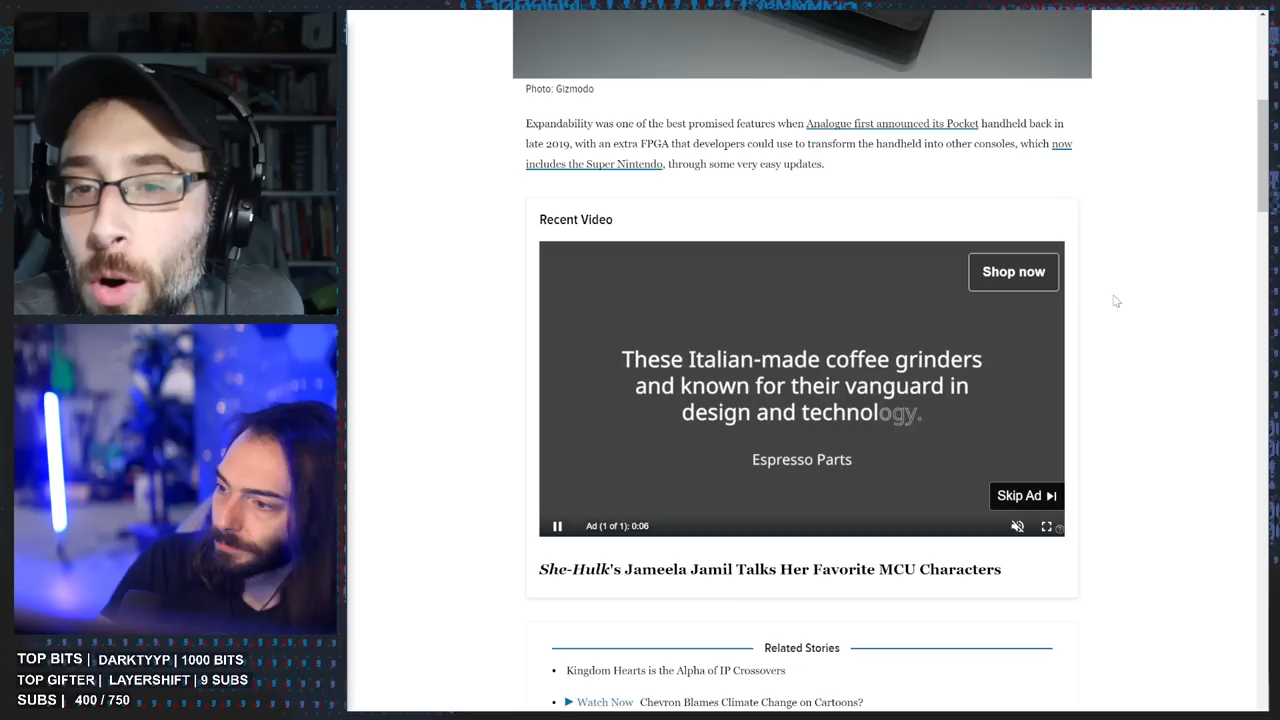 Photo: Gizmodo
Expandability was one of the best promised features when Analogue first announced its Pocket handheld back in
late 2019, with an extra FPGA that developers could use to transform the handheld into other consoles, which now
includes the Super Nintendo, through some very easy updates.
Recent Video
Shop now
These Italian-made coffee grinders
and known for their vanguard in
design and technology.
Espresso Parts
Skip Ad
Ad (1 of 1): 0:06
She-Hulk's Jameela Jamil Talks Her Favorite MCU Characters
Related Stories
Kingdom Hearts is the Alpha of IP Crossovers
Watch Now Chevron Blames Climate Change on Cartoons?
TOP BITS | DARKTYYP | 1000 BITS
TOP GIFTER | LAYERSHIFT | 9 SUBS
SUBS | 400 / 750